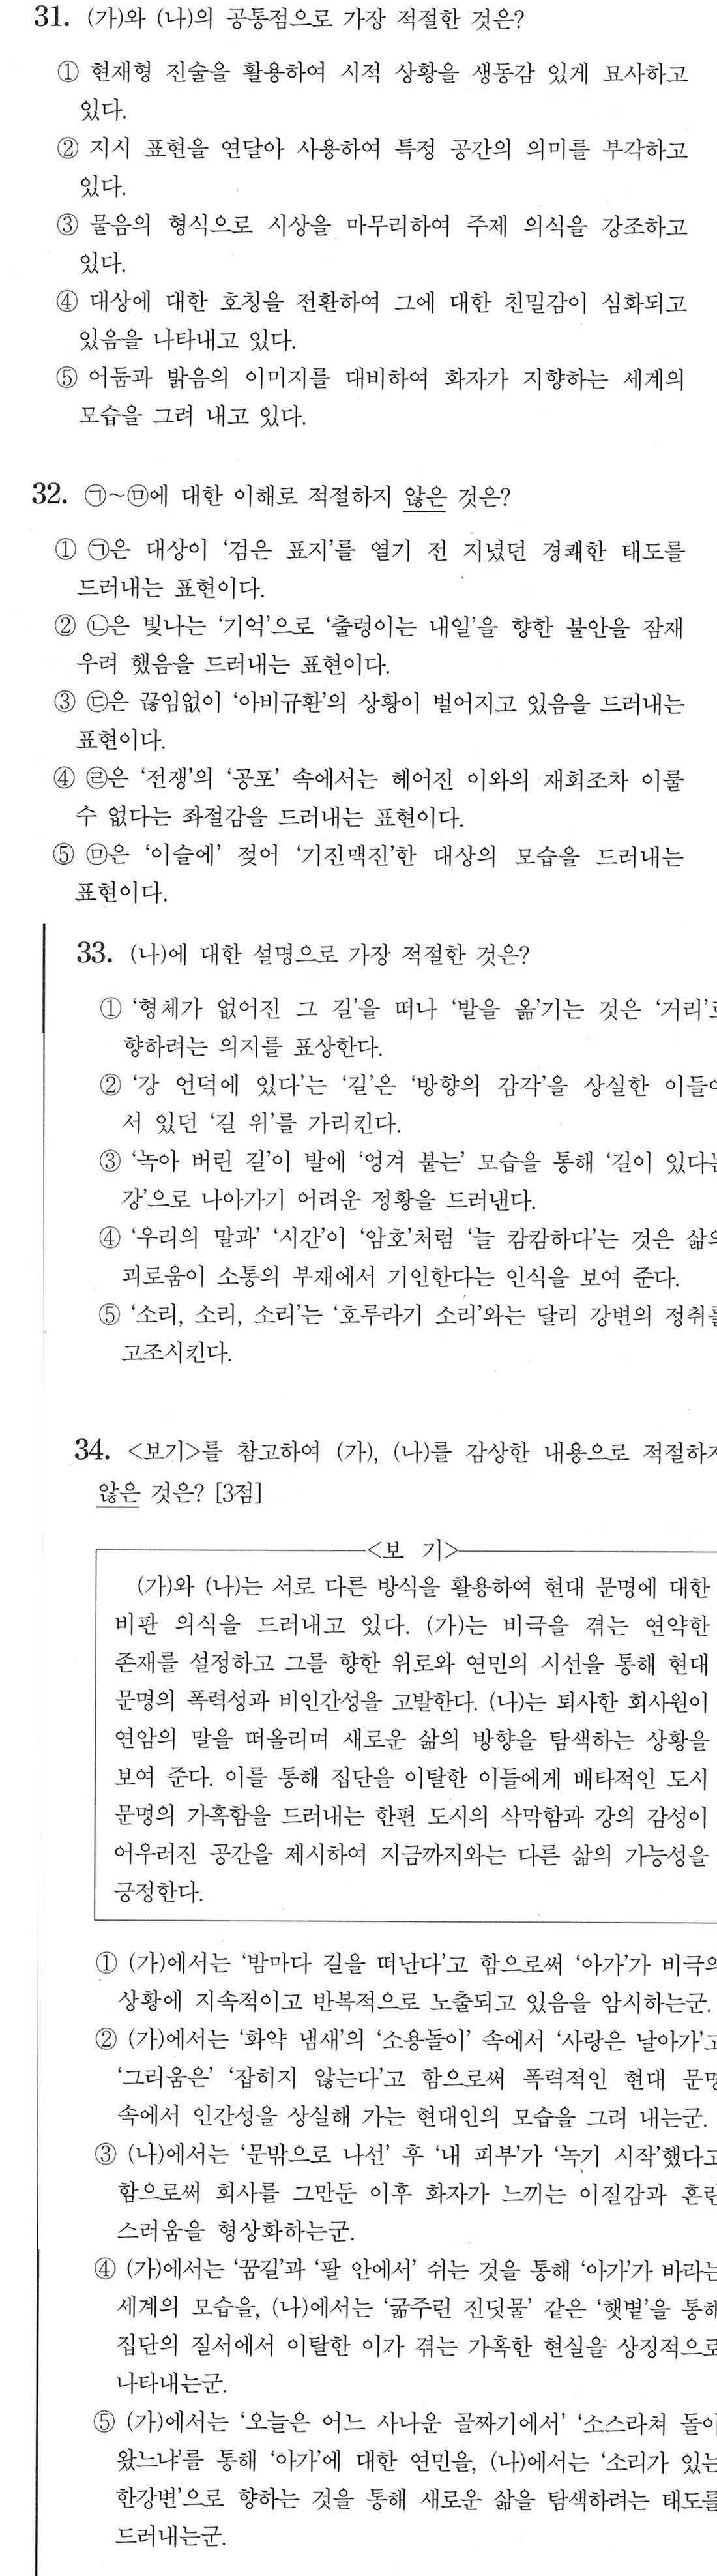 31. (가)와 (나)의 공통점으로 가장 적절한 것은?
① 현재형 진술을 활용하여 시적 상황을 생동감 있게 묘사하고
있다.
② 지시 표현을 연달아 사용하여 특정 공간의 의미를 부각하고
있다.
③ 물음의 형식으로 시상을 마무리하여 주제 의식을 강조하고
있다.
④ 대상에 대한 호칭을 전환하여 그에 대한 친밀감이 심화되고
있음을 나타내고 있다.
⑤ 어둠과 밝음의 이미지를 대비하여 화자가 지향하는 세계의
모습을 그려 내고 있다.
32. ㉠~㉤에 대한 이해로 적절하지 않은 것은?
① ㉠은 대상이 ‘검은 표지’를 열기 전 지녔던 경쾌한 태도를
드러내는 표현이다.
② ㉡은 빛나는 ‘기억’으로 ‘출렁이는 내일’을 향한 불안을 잠재
우려 했음을 드러내는 표현이다.
③ ㉢은 끊임없이 ‘아비규환’의 상황이 벌어지고 있음을 드러내는
표현이다.
④ ㉣은 ‘전쟁’의 ‘공포’ 속에서는 헤어진 이와의 재회조차 이룰
수 없다는 좌절감을 드러내는 표현이다.
⑤ ㉤은 ‘이슬에’ 젖어 ‘기진맥진’한 대상의 모습을 드러내는
표현이다.
33. (나)에 대한 설명으로 가장 적절한 것은?
① ‘형체가 없어진 그 길’을 떠나 ‘발을 옮’기는 것은 ‘거리’로
향하려는 의지를 표상한다.
② ‘강 언덕에 있다’는 ‘길’은 ‘방향의 감각’을 상실한 이들이
서 있던 ‘길 위’를 가리킨다.
③ ‘녹아 버린 길’이 발에 ‘엉겨 붙는’ 모습을 통해 ‘길이 있다는
강’으로 나아가기 어려운 정황을 드러낸다.
④ ‘우리의 말과’ ‘시간’이 ‘암호’처럼 ‘늘 캄캄하다’는 것은 삶의
괴로움이 소통의 부재에서 기인한다는 인식을 보여 준다.
⑤ ‘소리, 소리, 소리’는 ‘호루라기 소리’와는 달리 강변의 정취를
고조시킨다.
34. <보기>를 참고하여 (가), (나)를 감상한 내용으로 적절하지
않은 것은? [3점]
<보 기>
(가)와 (나)는 서로 다른 방식을 활용하여 현대 문명에 대한
비판 의식을 드러내고 있다. (가)는 비극을 겪는 연약한
존재를 설정하고 그를 향한 위로와 연민의 시선을 통해 현대
문명의 폭력성과 비인간성을 고발한다. (나)는 퇴사한 회사원이
연암의 말을 떠올리며 새로운 삶의 방향을 탐색하는 상황을
보여 준다. 이를 통해 집단을 이탈한 이들에게 배타적인 도시
문명의 가혹함을 드러내는 한편 도시의 삭막함과 강의 감성이
어우러진 공간을 제시하여 지금까지와는 다른 삶의 가능성을
긍정한다.
① (가)에서는 ‘밤마다 길을 떠난다’고 함으로써 ‘아가’가 비극의
상황에 지속적이고 반복적으로 노출되고 있음을 암시하는군.
② (가)에서는 ‘화약 냄새’의 ‘소용돌이’ 속에서 ‘사랑은 날아가’고
‘그리움은’ ‘잡히지 않는다’고 함으로써 폭력적인 현대 문명
속에서 인간성을 상실해 가는 현대인의 모습을 그려 내는군.
③ (나)에서는 ‘문밖으로 나선’ 후 ‘내 피부’가 ‘녹기 시작’했다고
함으로써 회사를 그만둔 이후 화자가 느끼는 이질감과 혼란
스러움을 형상화하는군.
④ (가)에서는 ‘꿈길’과 ‘팔 안에서’ 쉬는 것을 통해 ‘아가’가 바라는
세계의 모습을, (나)에서는 ‘굶주린 진딧물’ 같은 ‘햇볕’을 통해
집단의 질서에서 이탈한 이가 겪는 가혹한 현실을 상징적으로
나타내는군.
⑤ (가)에서는 ‘오늘은 어느 사나운 골짜기에서’ ‘소스라쳐 돌아
왔느냐’를 통해 ‘아가’에 대한 연민을, (나)에서는 ‘소리가 있는
한강변’으로 향하는 것을 통해 새로운 삶을 탐색하려는 태도를
드러내는군.